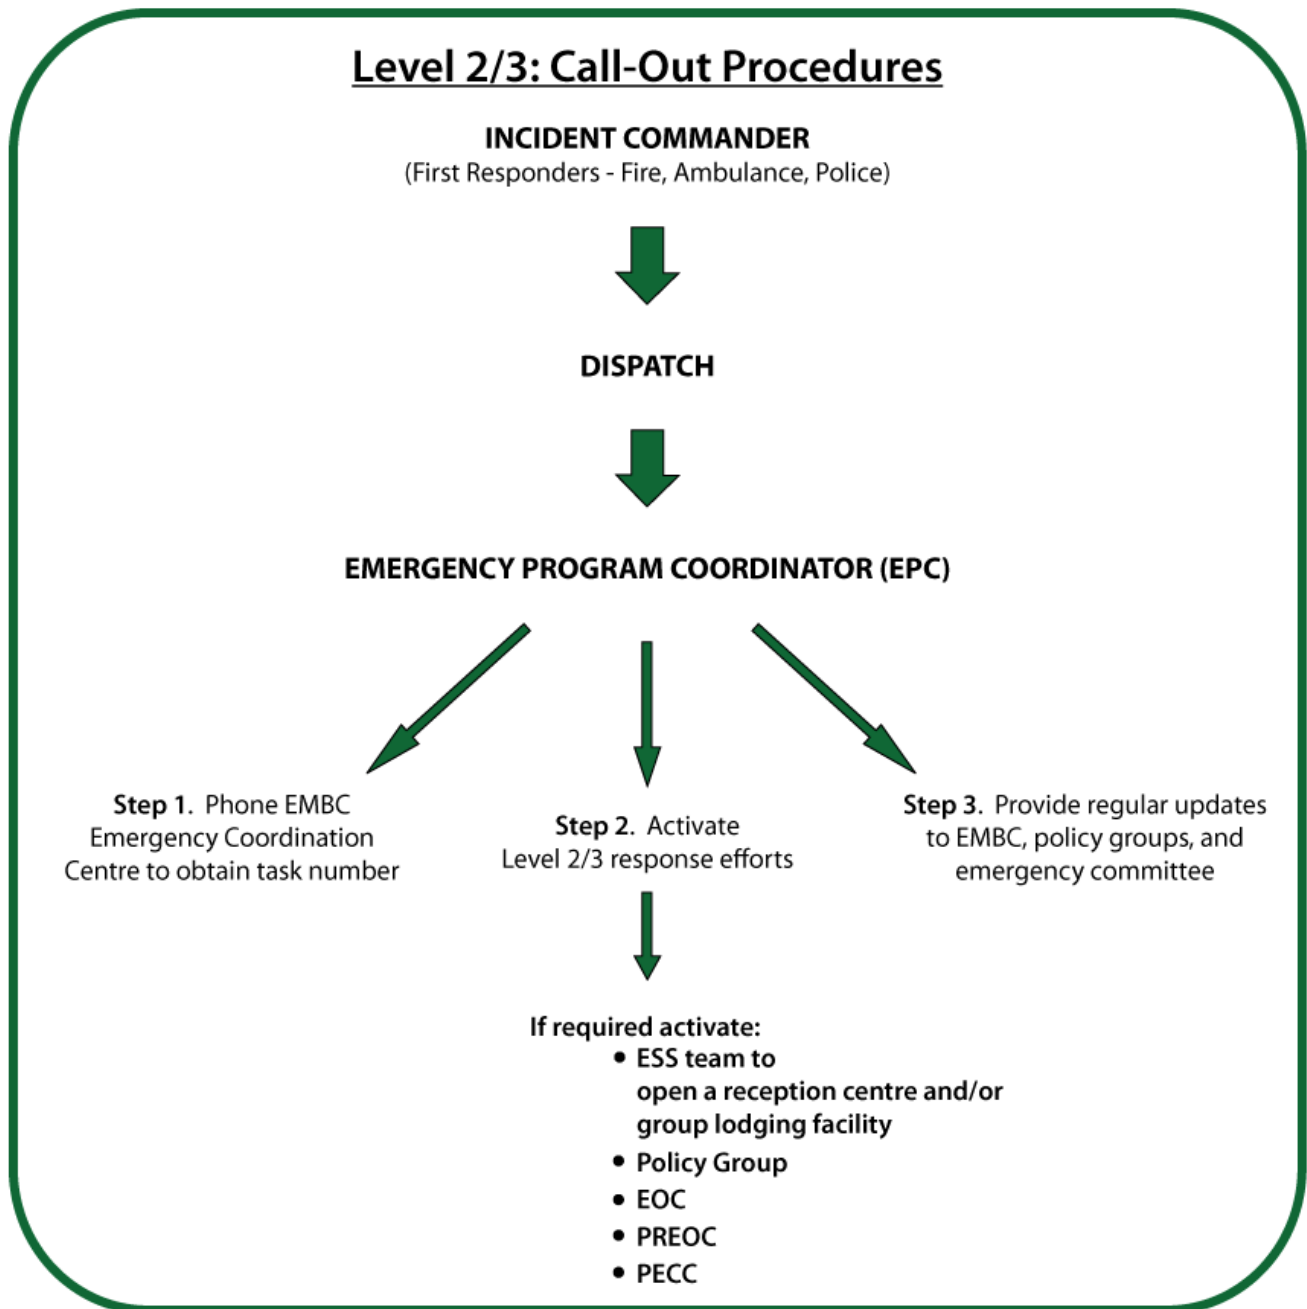 Level 2/3: Call-Out Procedures
INCIDENT COMMANDER
(First Responders - Fire, Ambulance, Police)
DISPATCH
EMERGENCY PROGRAM COORDINATOR (EPC)
Step 1. Phone EMBC
Emergency Coordination
Centre to obtain task number
Step 2. Activate
Level 2/3 response efforts
Step 3. Provide regular updates
to EMBC, policy groups, and
emergency committee
If required activate:
• ESS team to
open a reception centre and/or
group lodging facility
• Policy Group
• EOC
• PREOC
• PECC